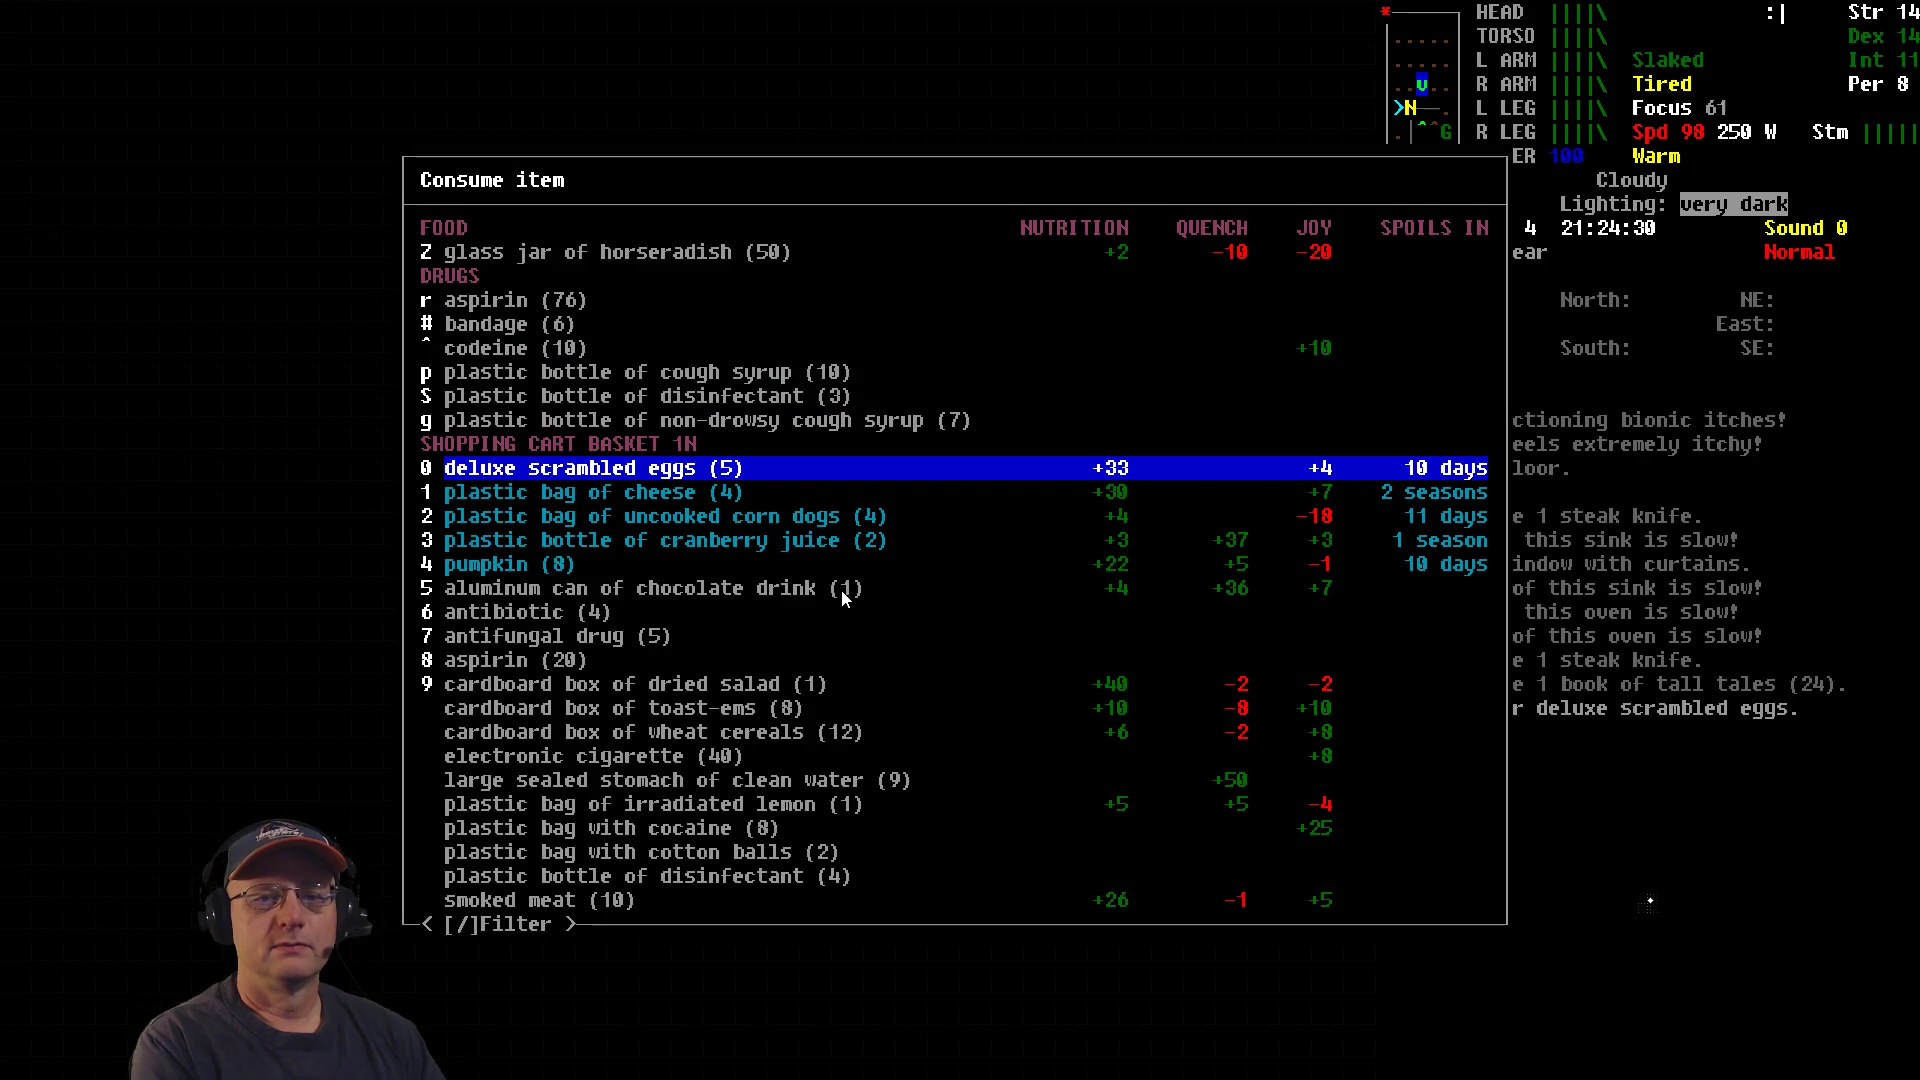 HEAD ||||\ :| Str 14
TORSO ||||\ Dex 14
L ARM ||||\ Slaked Int 11
R ARM ||||\ Tired Per 8
L LEG ||||\ Focus 61
R LEG ||||\ Spd 98 250 W Stm |||||
ER 100 Warm
Cloudy
Lighting: very dark
4 21:24:30 Sound 0
ear Normal
North: NE:
East:
South: SE:
Consume item
FOOD NUTRITION QUENCH JOY SPOILS IN
Z glass jar of horseradish (50) +2 -10 -20
DRUGS
r aspirin (76)
# bandage (6)
^ codeine (10) +10
p plastic bottle of cough syrup (10)
S plastic bottle of disinfectant (3)
g plastic bottle of non-drowsy cough syrup (7)
SHOPPING CART BASKET 1N
0 deluxe scrambled eggs (5) +33 +4 10 days
1 plastic bag of cheese (4) +30 +7 2 seasons
2 plastic bag of uncooked corn dogs (4) +4 -18 11 days
3 plastic bottle of cranberry juice (2) +3 +37 +3 1 season
4 pumpkin (8) +22 +5 -1 10 days
5 aluminum can of chocolate drink (1) +4 +36 +7
6 antibiotic (4)
7 antifungal drug (5)
8 aspirin (20)
9 cardboard box of dried salad (1) +40 -2 -2
cardboard box of toast-ems (8) +10 -8 +10
cardboard box of wheat cereals (12) +6 -2 +8
electronic cigarette (40) +8
large sealed stomach of clean water (9) +50
plastic bag of irradiated lemon (1) +5 +5 -4
plastic bag with cocaine (8) +25
plastic bag with cotton balls (2)
plastic bottle of disinfectant (4)
smoked meat (10) +26 -1 +5
< [/]Filter >
ctioning bionic itches!
eels extremely itchy!
loor.
e 1 steak knife.
this sink is slow!
indow with curtains.
of this sink is slow!
this oven is slow!
of this oven is slow!
e 1 steak knife.
e 1 book of tall tales (24).
r deluxe scrambled eggs.